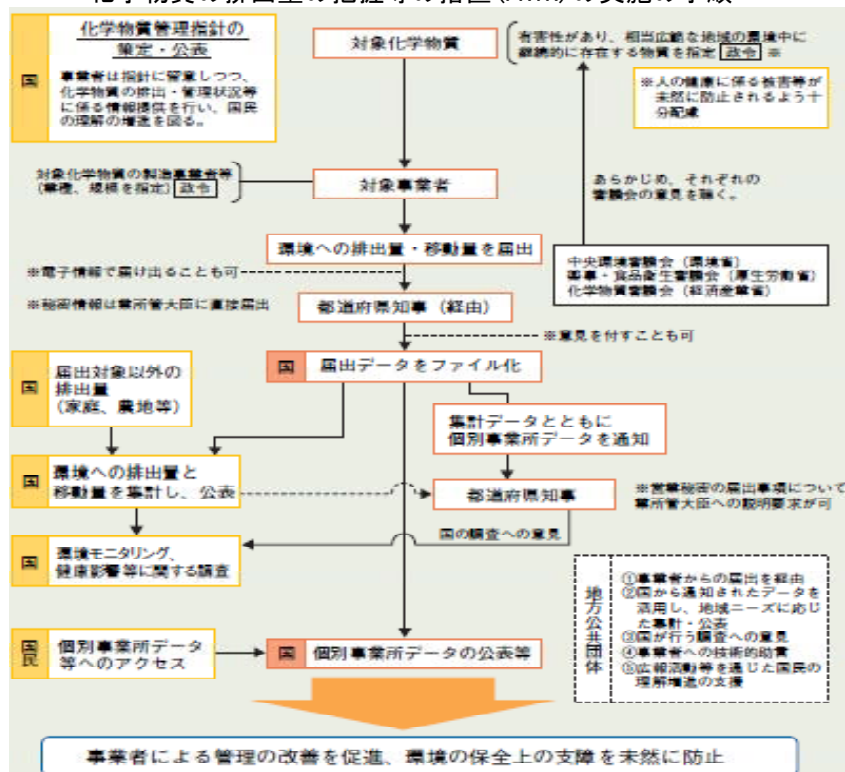 化学物質管理指針の
策定・公表
国
事業者は指針に留意しつつ、
化学物質の排出・管理状況等
に係る情報提供を行い、国民
の理解の増進を図る。
対象化学物質
有害性があり、相当広範な地域の環境中に
継続的に存在する物質を指定 政令 ※
※人の健康に係る被害等が
未然に防止されるよう十
分配慮
対象化学物質の製造事業者等
(業種、規模を指定) 政令
対象事業者
あらかじめ、それぞれの
審議会の意見を聴く。
環境への排出量・移動量を届出
中央環境審議会(環境省)
薬事・食品衛生審議会(厚生労働省)
化学物質審議会(経済産業省)
※電子情報で届け出ることも可
※秘密情報は業所管大臣に直接届出
都道府県知事(経由)
※意見を付すことも可
国
届出対象以外の
排出量
(家庭、農地等)
国 届出データをファイル化
集計データとともに
個別事業所データを通知
国
環境への排出量と
移動量を集計し、公表
都道府県知事
※営業秘密の届出事項について
業所管大臣への説明要求が可
国の調査への意見
国
環境モニタリング、
健康影響等に関する調査
地方公共団体
①事業者からの届出を経由
②国から通知されたデータを
活用し、地域ニーズに応じ
た集計・公表
③国が行う調査への意見
④事業者への技術的助言
⑤広報活動等を通じた国民の
理解増進の支援
国民
個別事業所データ
等へのアクセス
国 個別事業所データの公表等
事業者による管理の改善を促進、環境の保全上の支障を未然に防止